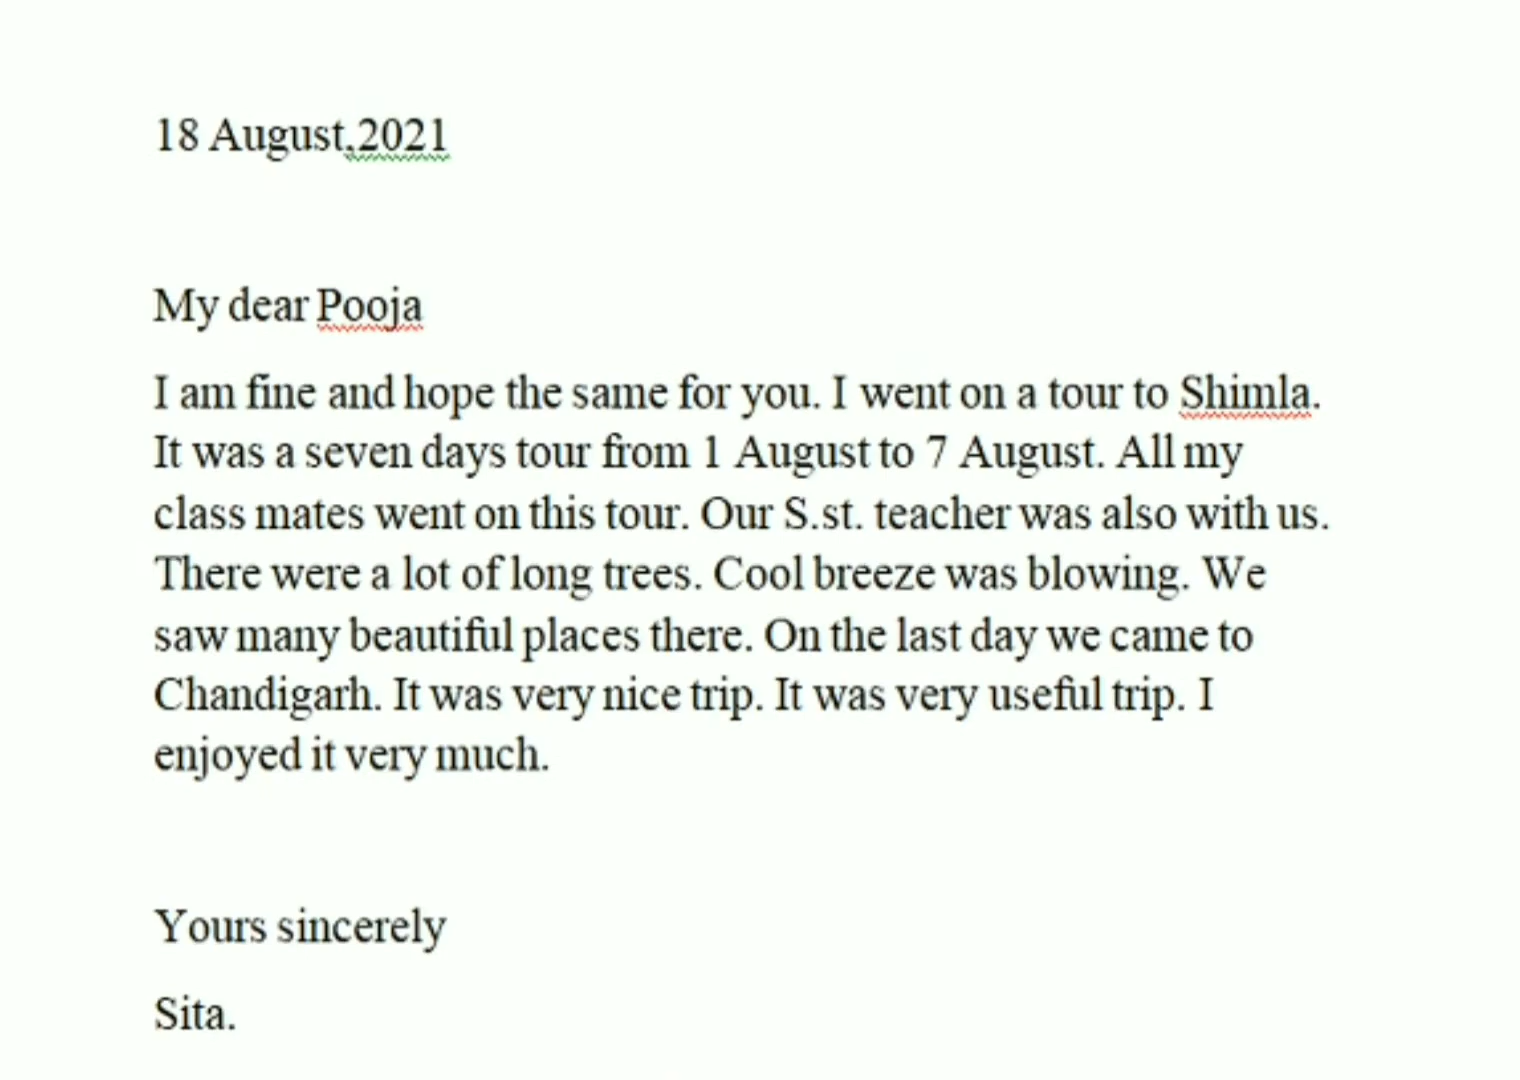 18 August,2021
My dear Pooja
I am fine and hope the same for you. I went on a tour to Shimla.
It was a seven days tour from 1 August to 7 August. All my
class mates went on this tour. Our S.st. teacher was also with us.
There were a lot of long trees. Cool breeze was blowing. We
saw many beautiful places there. On the last day we came to
Chandigarh. It was very nice trip. It was very useful trip. I
enjoyed it very much.
Yours sincerely
Sita.